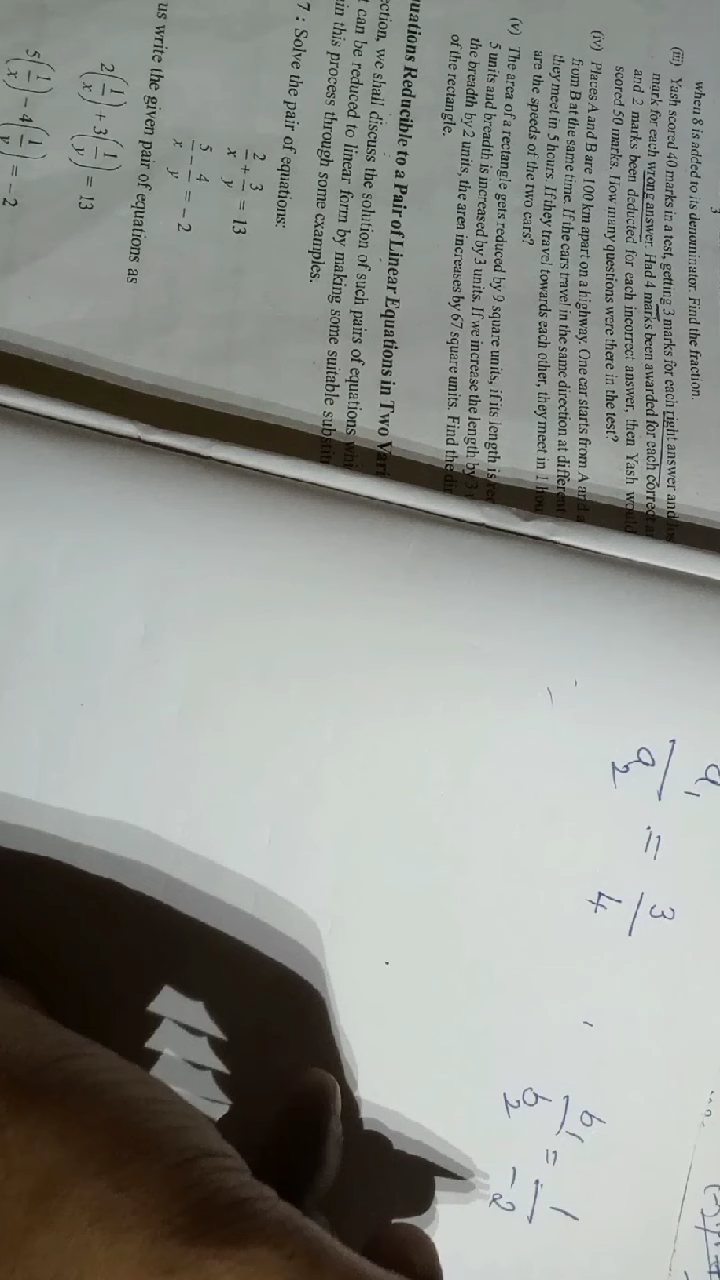 3
when 8 is added to its denominator. Find the fraction.
(iii) Yash scored 40 marks in a test, getting 3 marks for each right answer and
mark for each wrong answer. Had 4 marks been awarded for each correct
and 2 marks been deducted for each incorrect answer, then Yash would
scored 50 marks. How many questions were there in the test?
(iv) Places A and B are 100 km apart on a highway. One car starts from A and
from B at the same time. If the cars travel in the same direction at different
they meet in 5 hours. If they travel towards each other, they meet in 1 hou
are the speeds of the two cars?
(v) The area of a rectangle gets reduced by 9 square units, if its length is
5 units and breadth is increased by 3 units. If we increase the length by 3
the breadth by 2 units, the area increases by 67 square units. Find the di
of the rectangle.
uations Reducible to a Pair of Linear Equations in Two Vari
ction, we shall discuss the solution of such pairs of equations whi
t can be reduced to linear form by making some suitable substitu
in this process through some examples.
7 : Solve the pair of equations:
2/x + 3/y = 13
5/x - 4/y = -2
us write the given pair of equations as
2(1/x) + 3(1/y) = 13
5(1/x) - 4(1/y) = -2
a1/a2 = 3/4
b1/b2 = 1/-2